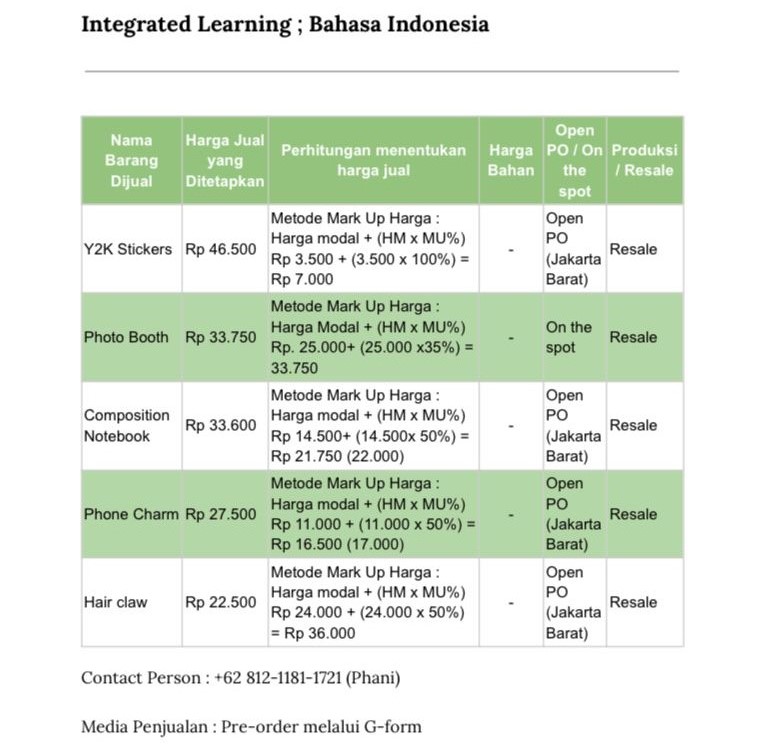 Integrated Learning ; Bahasa Indonesia
Nama Barang Dijual
Harga Jual yang Ditetapkan
Perhitungan menentukan harga jual
Harga Bahan
Open PO / On the spot
Produksi / Resale
Y2K Stickers
Rp 46.500
Metode Mark Up Harga :
Harga modal + (HM x MU%)
Rp 3.500 + (3.500 x 100%) =
Rp 7.000
-
Open
PO
(Jakarta
Barat)
Resale
Photo Booth
Rp 33.750
Metode Mark Up Harga :
Harga Modal + (HM x MU%)
Rp. 25.000+ (25.000 x35%) =
33.750
-
On the
spot
Resale
Composition
Notebook
Rp 33.600
Metode Mark Up Harga :
Harga modal + (HM x MU%)
Rp 14.500+ (14.500x 50%) =
Rp 21.750 (22.000)
-
Open
PO
(Jakarta
Barat)
Resale
Phone Charm
Rp 27.500
Metode Mark Up Harga :
Harga modal + (HM x MU%)
Rp 11.000 + (11.000 x 50%) =
Rp 16.500 (17.000)
-
Open
PO
(Jakarta
Barat)
Resale
Hair claw
Rp 22.500
Metode Mark Up Harga :
Harga modal + (HM x MU%)
Rp 24.000 + (24.000 x 50%)
= Rp 36.000
-
Open
PO
(Jakarta
Barat)
Resale
Contact Person : +62 812-1181-1721 (Phani)
Media Penjualan : Pre-order melalui G-form